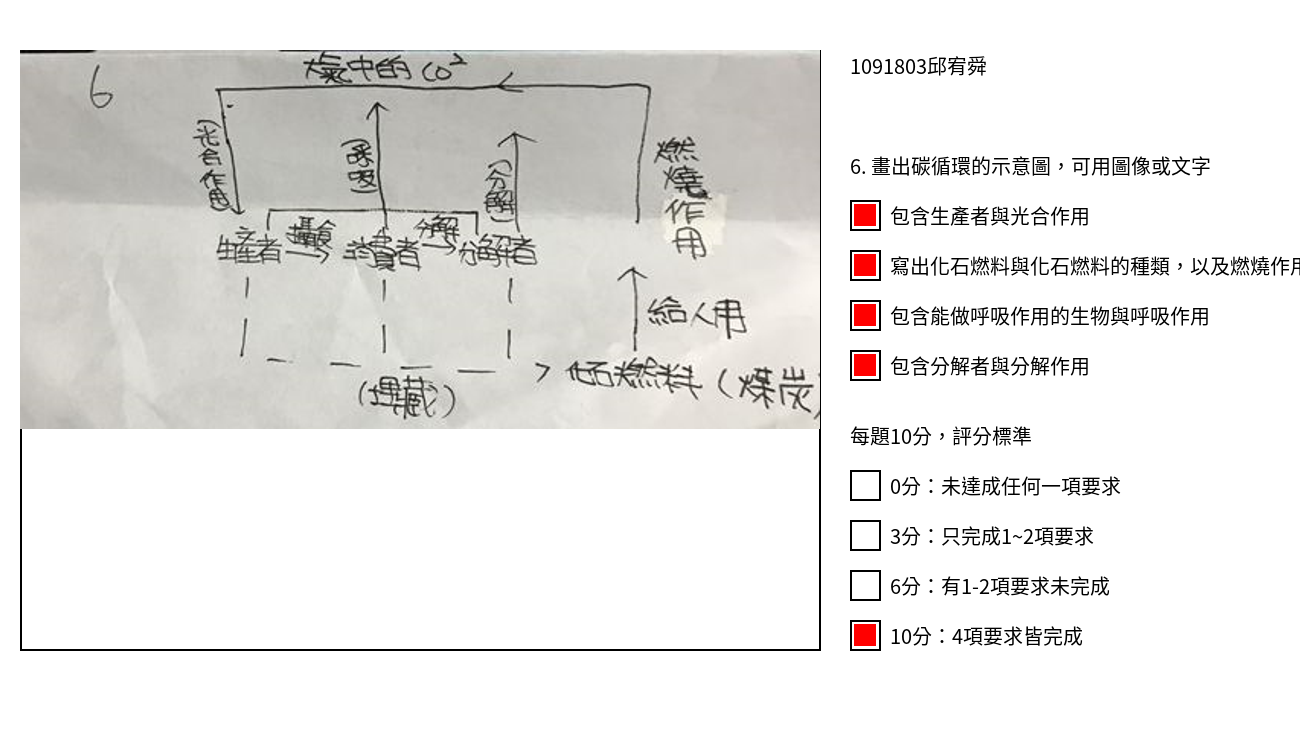 6
大氣中的 CO²
(光合作用)
(呼吸)
(分解)
燃燒作用
生產者 攝食 消費者 分解 分解者
給人用
化石燃料(煤炭)
(埋藏)
1091803邱宥舜
6. 畫出碳循環的示意圖，可用圖像或文字
包含生產者與光合作用
寫出化石燃料與化石燃料的種類，以及燃燒作用
包含能做呼吸作用的生物與呼吸作用
包含分解者與分解作用
每題10分，評分標準
0分：未達成任何一項要求
3分：只完成1~2項要求
6分：有1-2項要求未完成
10分：4項要求皆完成